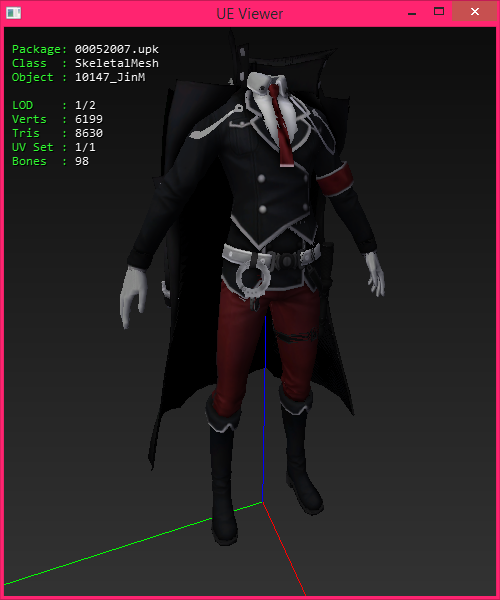 UE Viewer
Package: 00052007.upk
Class : SkeletalMesh
Object : 10147_JinM
LOD : 1/2
Verts : 6199
Tris : 8630
UV Set : 1/1
Bones : 98